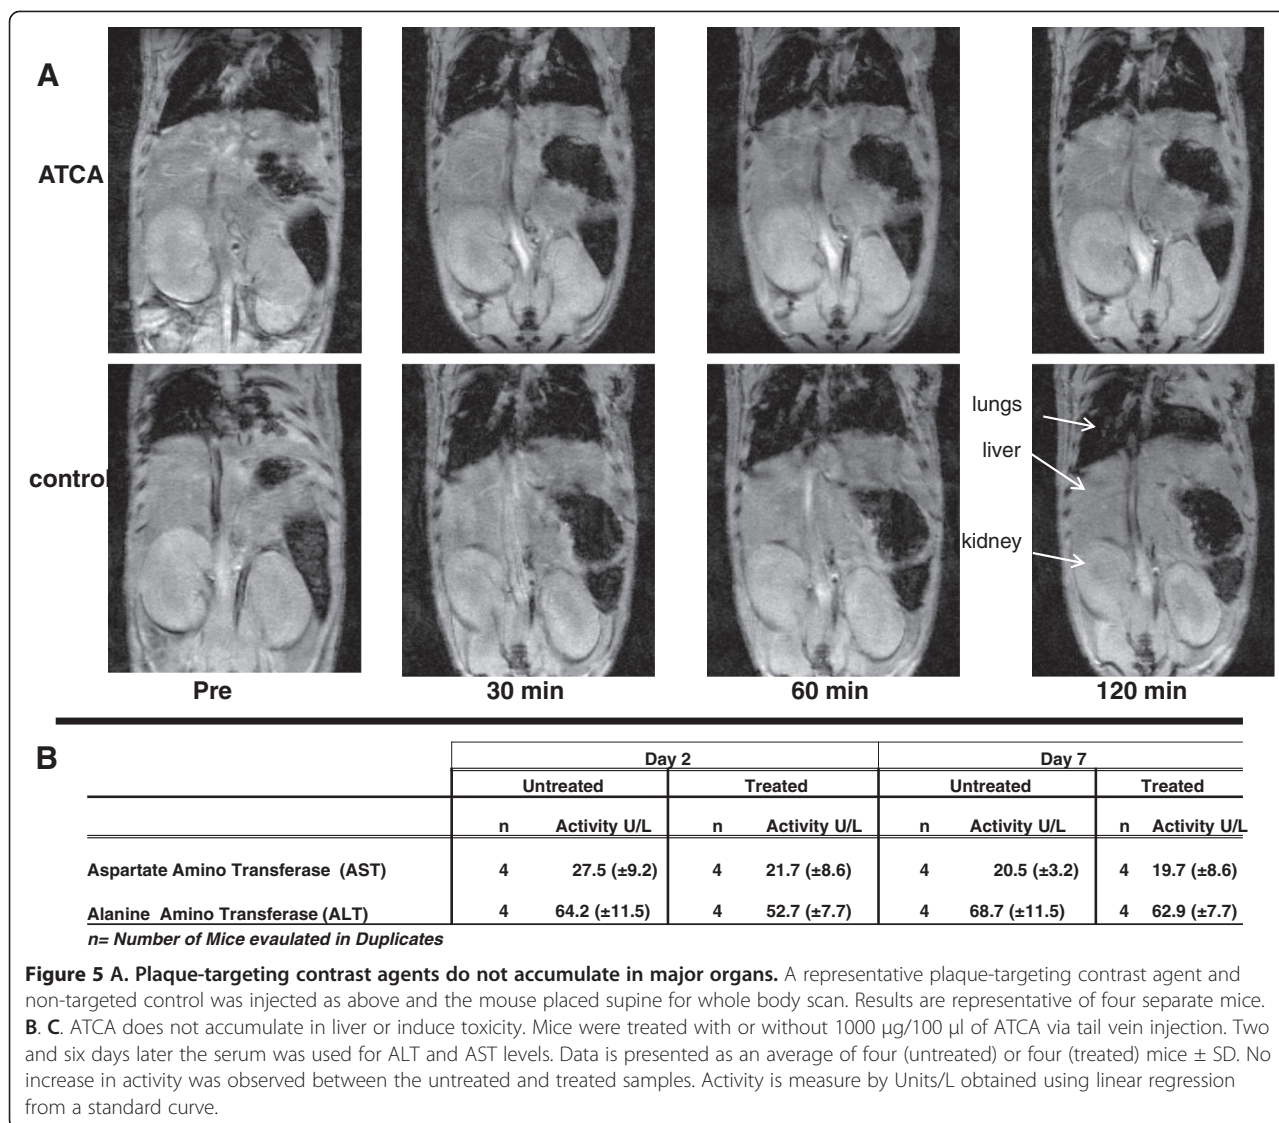 A
ATCA
control
lungs
liver
kidney
Pre 30 min 60 min 120 min
B
Day 2 Day 7
Untreated Treated Untreated Treated
n Activity U/L n Activity U/L n Activity U/L n Activity U/L
Aspartate Amino Transferase (AST) 4 27.5 (±9.2) 4 21.7 (±8.6) 4 20.5 (±3.2) 4 19.7 (±8.6)
Alanine Amino Transferase (ALT) 4 64.2 (±11.5) 4 52.7 (±7.7) 4 68.7 (±11.5) 4 62.9 (±7.7)
n= Number of Mice evaulated in Duplicates
Figure 5 A. Plaque-targeting contrast agents do not accumulate in major organs. A representative plaque-targeting contrast agent and
non-targeted control was injected as above and the mouse placed supine for whole body scan. Results are representative of four separate mice.
B. C. ATCA does not accumulate in liver or induce toxicity. Mice were treated with or without 1000 μg/100 μl of ATCA via tail vein injection. Two
and six days later the serum was used for ALT and AST levels. Data is presented as an average of four (untreated) or four (treated) mice ± SD. No
increase in activity was observed between the untreated and treated samples. Activity is measure by Units/L obtained using linear regression
from a standard curve.